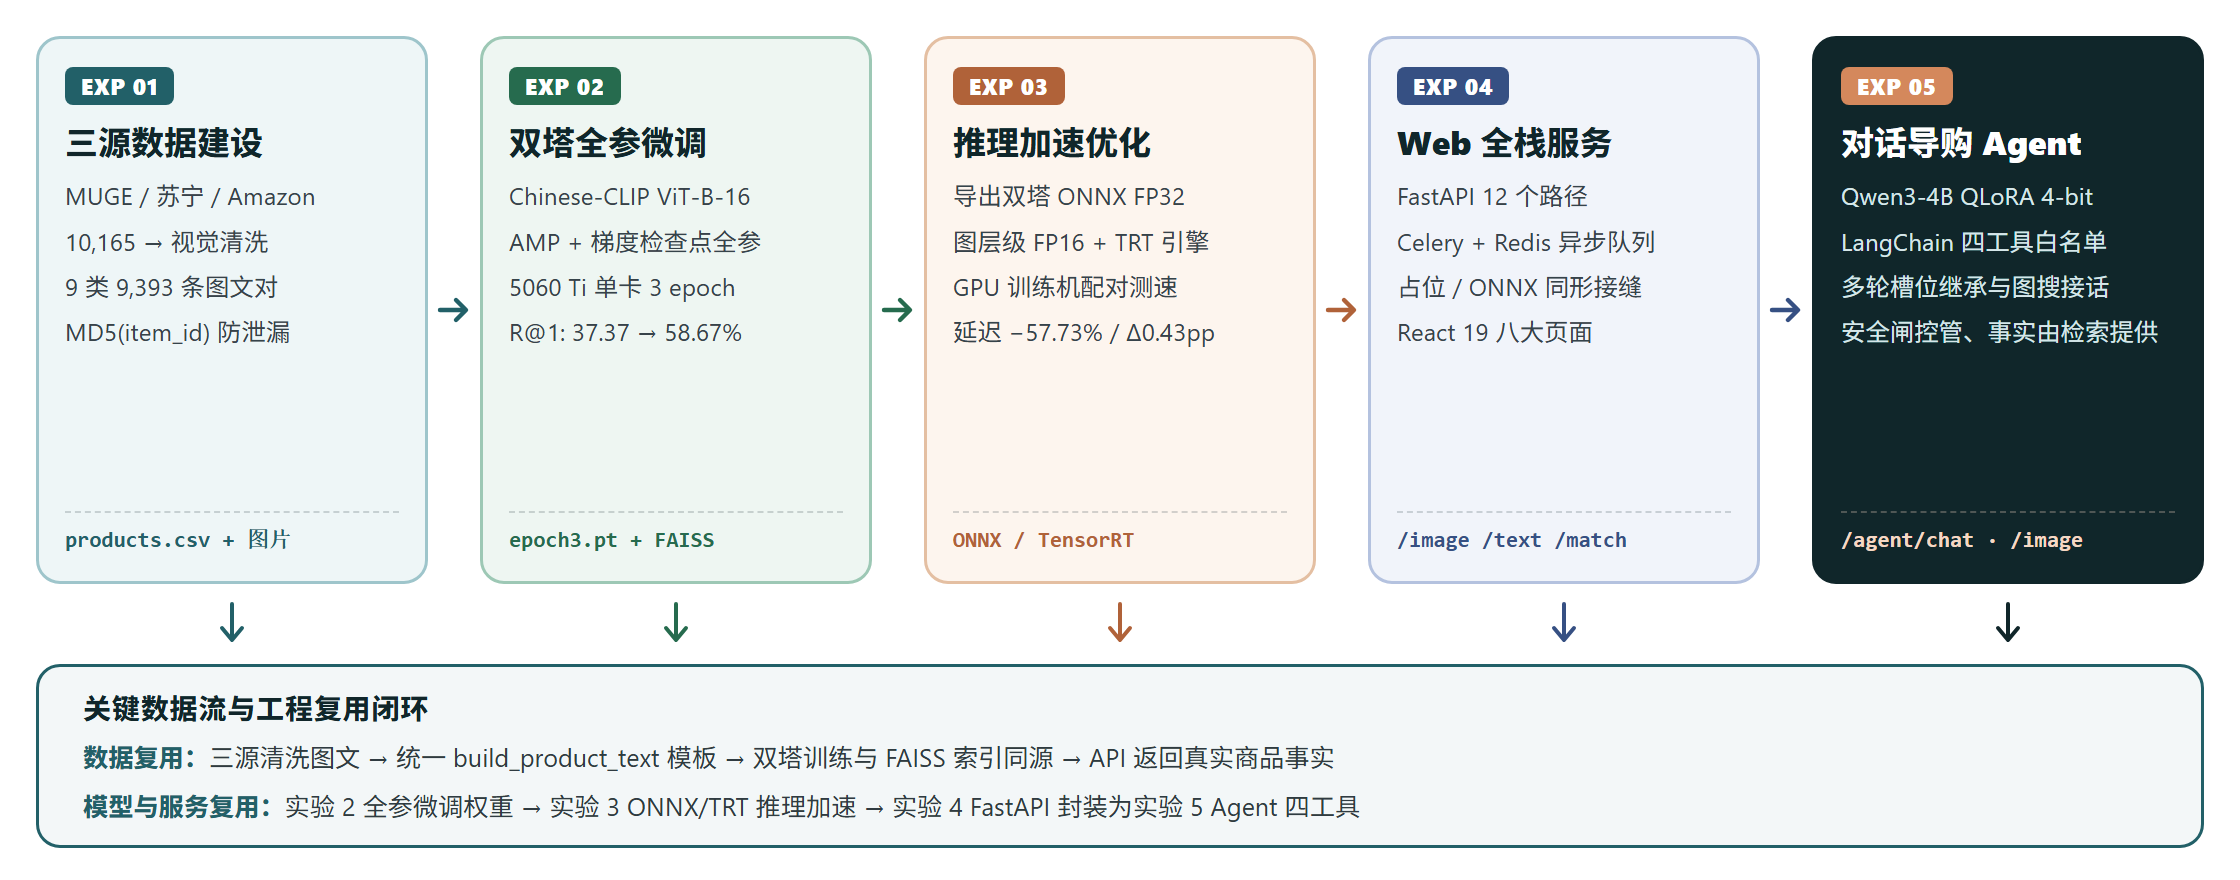 EXP 01
三源数据建设
MUGE / 苏宁 / Amazon
10,165 → 视觉清洗
9 类 9,393 条图文对
MD5(item_id) 防泄漏
products.csv + 图片
EXP 02
双塔全参微调
Chinese-CLIP ViT-B-16
AMP + 梯度检查点全参
5060 Ti 单卡 3 epoch
R@1: 37.37 → 58.67%
epoch3.pt + FAISS
EXP 03
推理加速优化
导出双塔 ONNX FP32
图层级 FP16 + TRT 引擎
GPU 训练机配对测速
延迟 −57.73% / Δ0.43pp
ONNX / TensorRT
EXP 04
Web 全栈服务
FastAPI 12 个路径
Celery + Redis 异步队列
占位 / ONNX 同形接缝
React 19 八大页面
/image /text /match
EXP 05
对话导购 Agent
Qwen3-4B QLoRA 4-bit
LangChain 四工具白名单
多轮槽位继承与图搜接话
安全闸控管、事实由检索提供
/agent/chat · /image
关键数据流与工程复用闭环
数据复用：三源清洗图文 → 统一 build_product_text 模板 → 双塔训练与 FAISS 索引同源 → API 返回真实商品事实
模型与服务复用：实验 2 全参微调权重 → 实验 3 ONNX/TRT 推理加速 → 实验 4 FastAPI 封装为实验 5 Agent 四工具